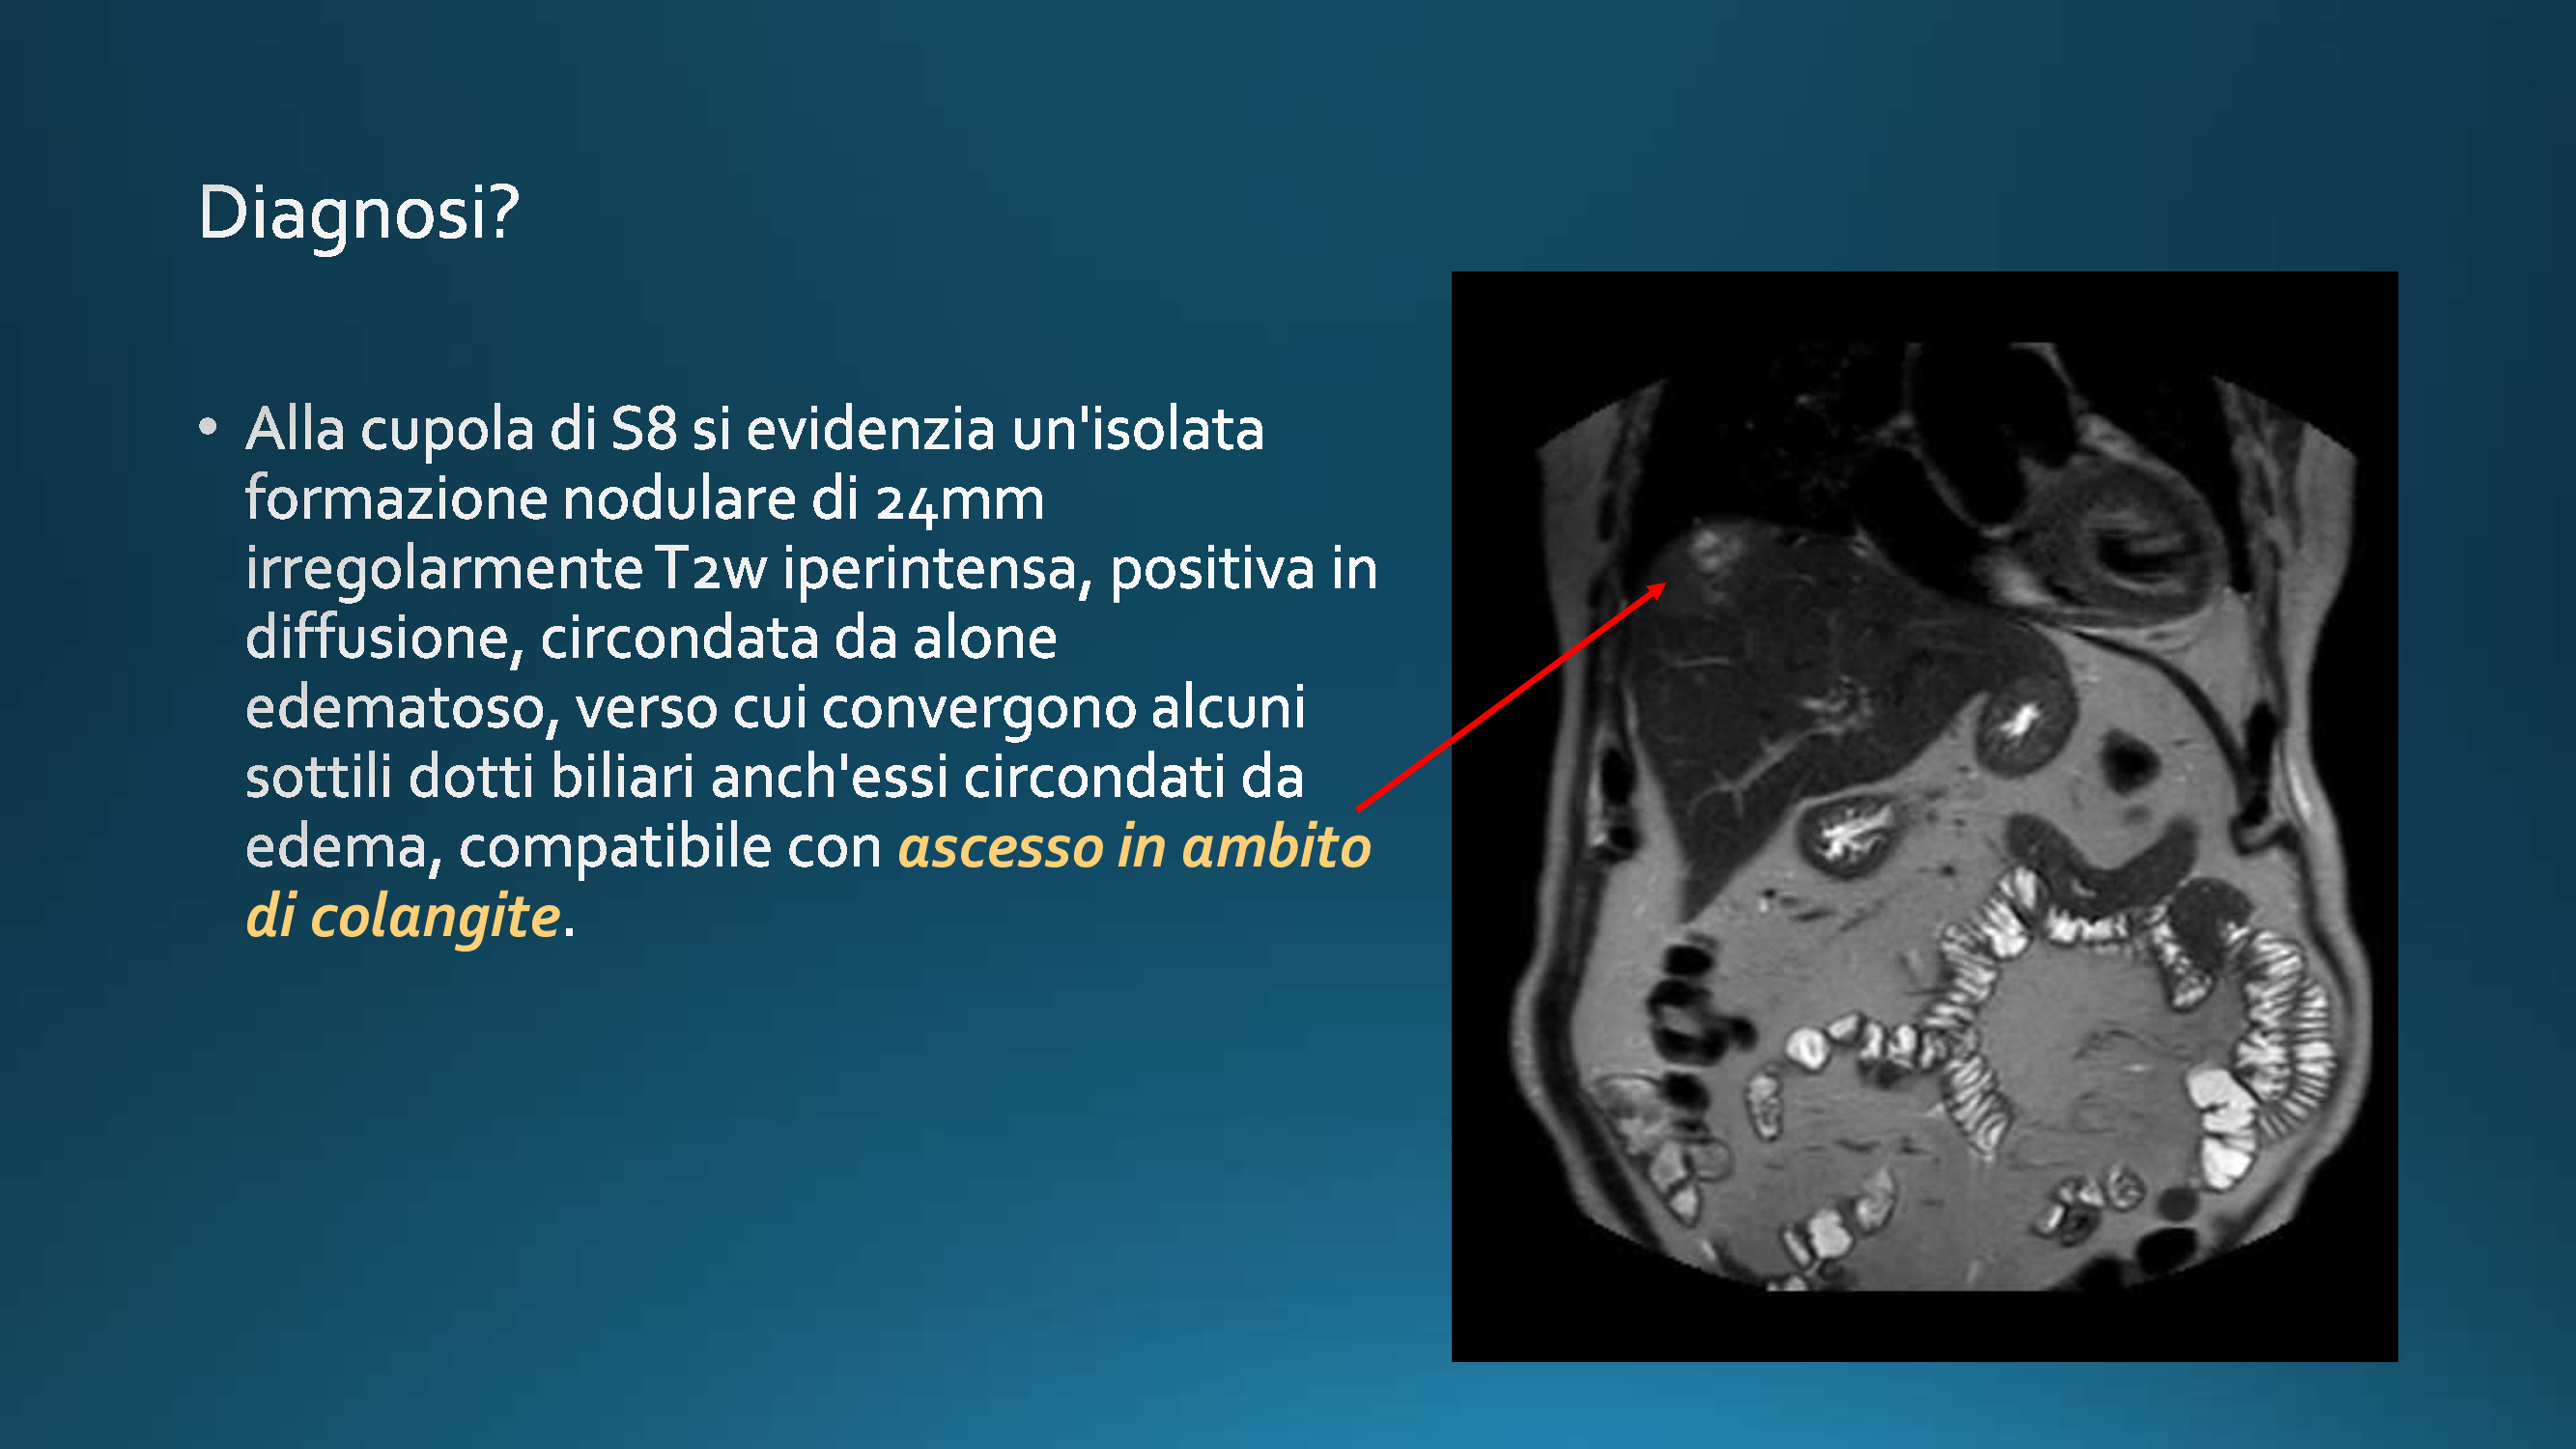 Diagnosi?
• Alla cupola di S8 si evidenzia un'isolata
formazione nodulare di 24mm
irregolarmente T2w iperintensa, positiva in
diffusione, circondata da alone
edematoso, verso cui convergono alcuni
sottili dotti biliari anch'essi circondati da
edema, compatibile con ascesso in ambito
di colangite.